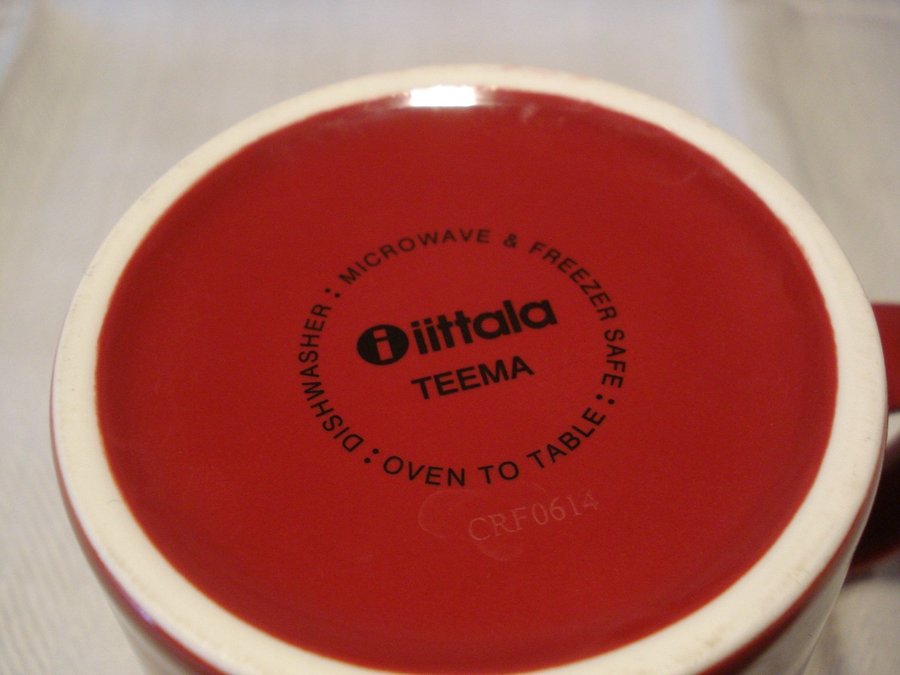 DISHWASHER : MICROWAVE & FREEZER SAFE :
i iittala
TEEMA
OVEN TO TABLE :
CRF0614